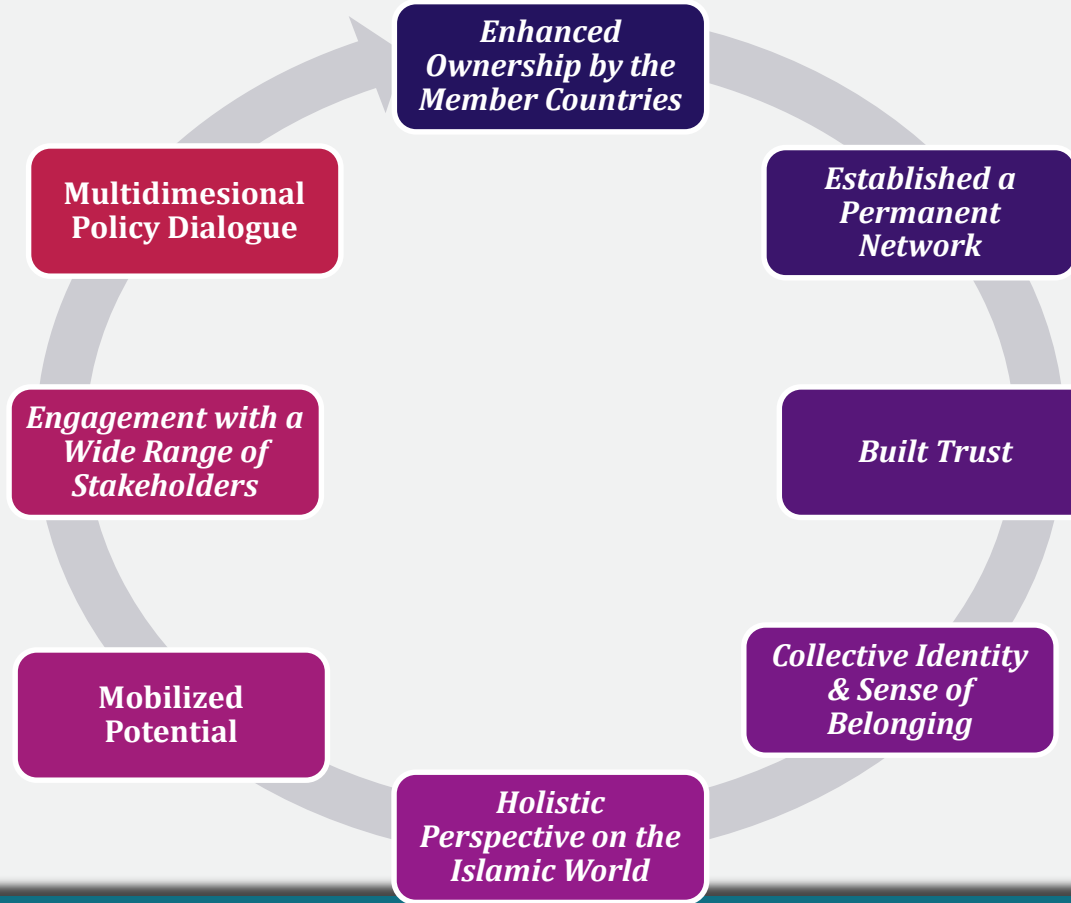 Enhanced
Ownership by the
Member Countries
Established a
Permanent
Network
Built Trust
Collective Identity
& Sense of
Belonging
Holistic
Perspective on the
Islamic World
Mobilized
Potential
Engagement with a
Wide Range of
Stakeholders
Multidimesional
Policy Dialogue